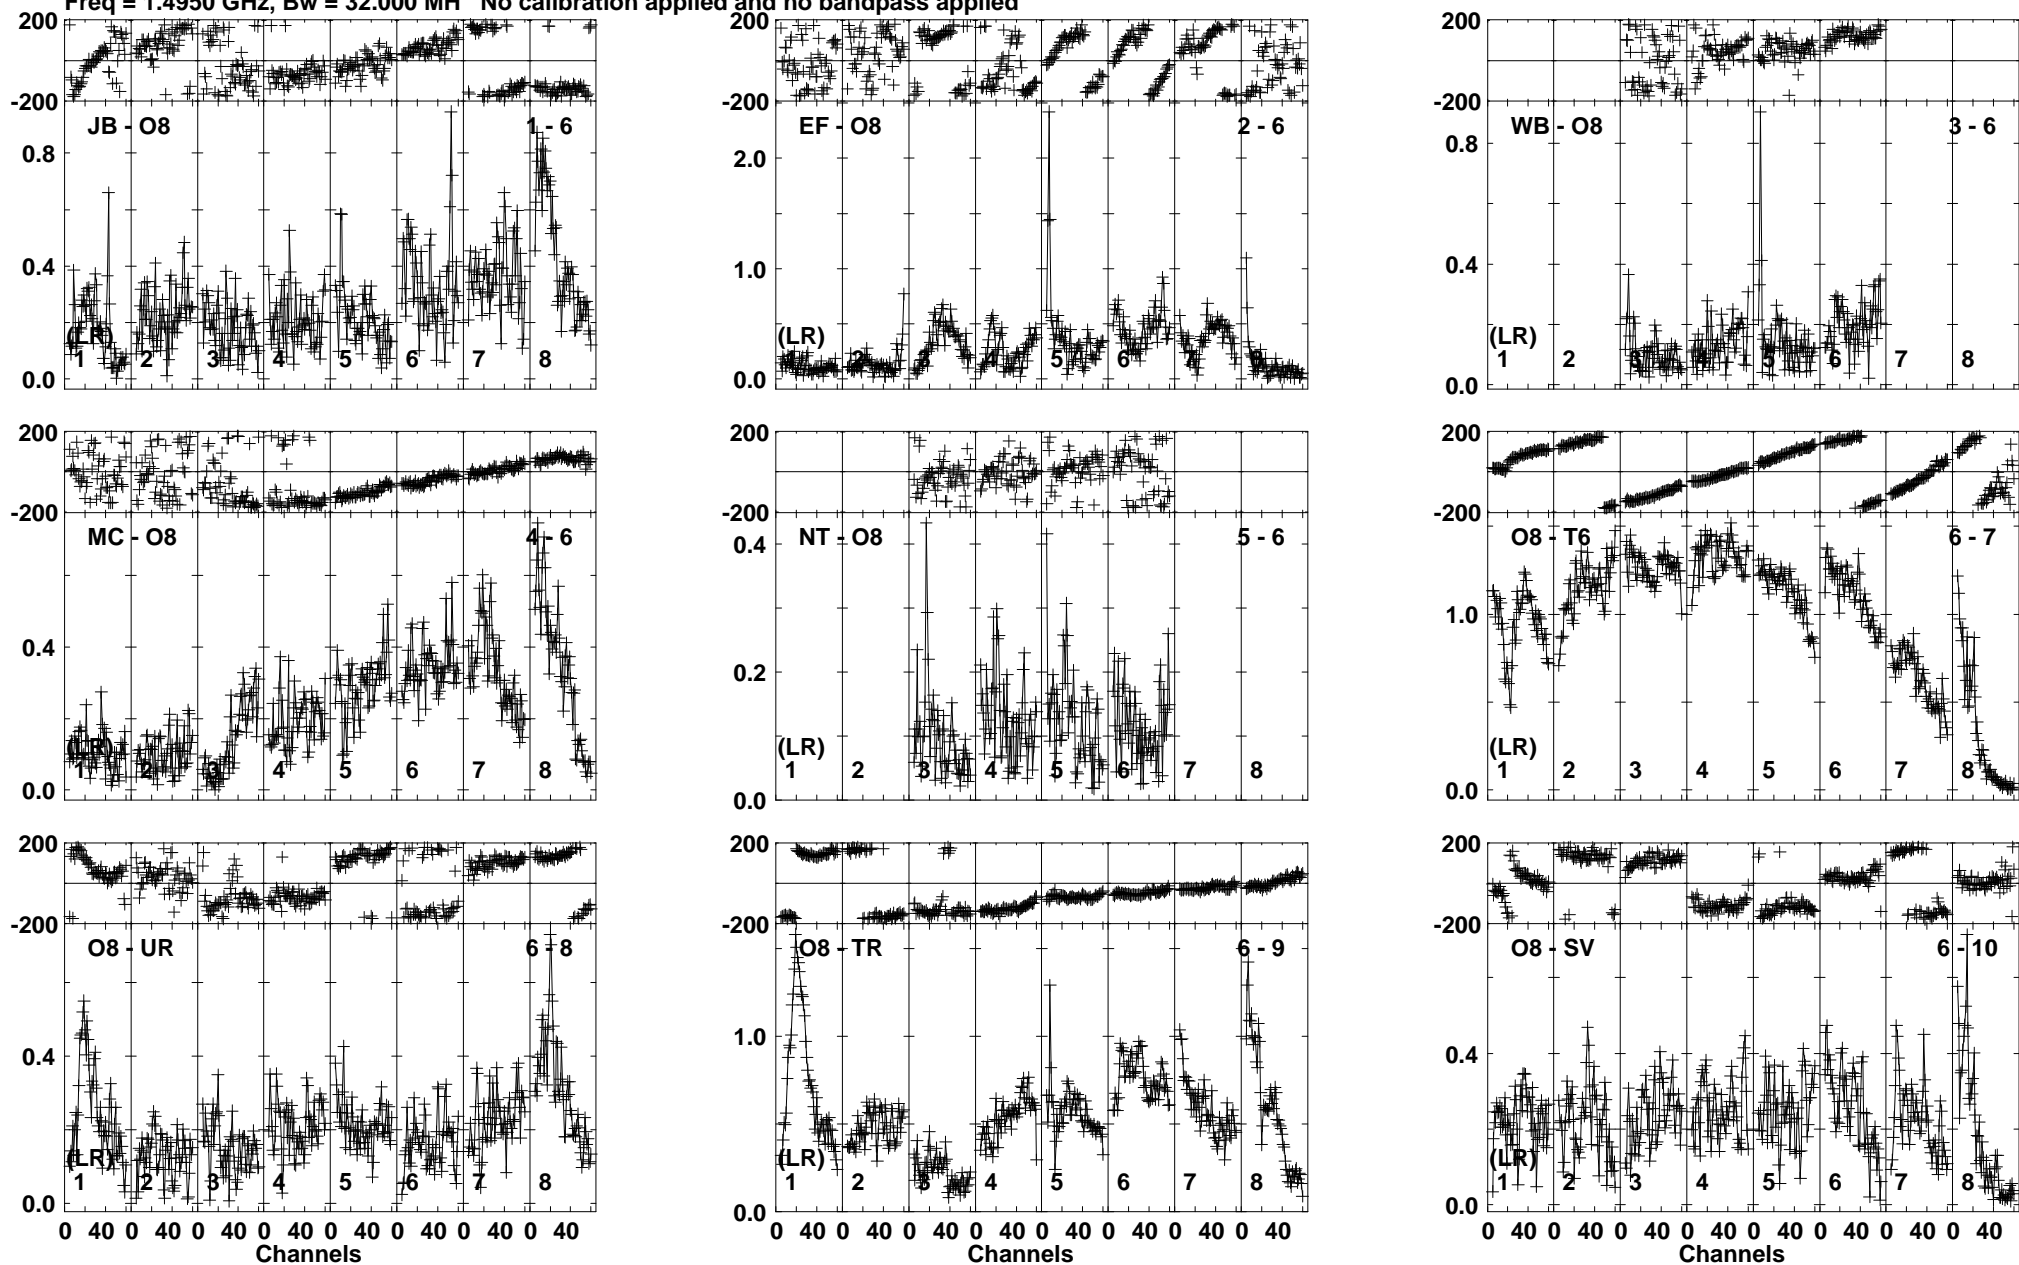 Freq = 1.4950 GHz, Bw = 32.000 MH No calibration applied and no bandpass applied
200 200 200
-200 -200 -200
JB - O8 1 - 6 EF - O8 2 - 6 WB - O8 3 - 6
0.8 2.0 0.8
0.4 1.0 0.4
(LR) (LR) (LR)
1 2 3 4 5 6 7 8 1 2 3 4 5 6 7 8 1 2 3 4 5 6 7 8
0.0 0.0 0.0
200 200 200
-200 -200 -200
MC - O8 4 - 6 NT - O8 5 - 6 O8 - T6 6 - 7
0.4 0.4 1.0
0.2
(LR) (LR) (LR)
1 2 3 4 5 6 7 8 1 2 3 4 5 6 7 8 1 2 3 4 5 6 7 8
0.0 0.0 0.0
200 200 200
-200 -200 -200
O8 - UR 6 - 8 O8 - TR 6 - 9 O8 - SV 6 - 10
0.4 1.0 0.4
(LR) (LR) (LR)
1 2 3 4 5 6 7 8 1 2 3 4 5 6 7 8 1 2 3 4 5 6 7 8
0.0 0.0 0.0
0 40 0 40 0 40 0 40 0 40 0 40 0 40 0 40 0 40 0 40 0 40 0 40 0 40 0 40 0 40 0 40 0 40 0 40 0 40 0 40 0 40 0 40 0 40 0 40
Channels Channels